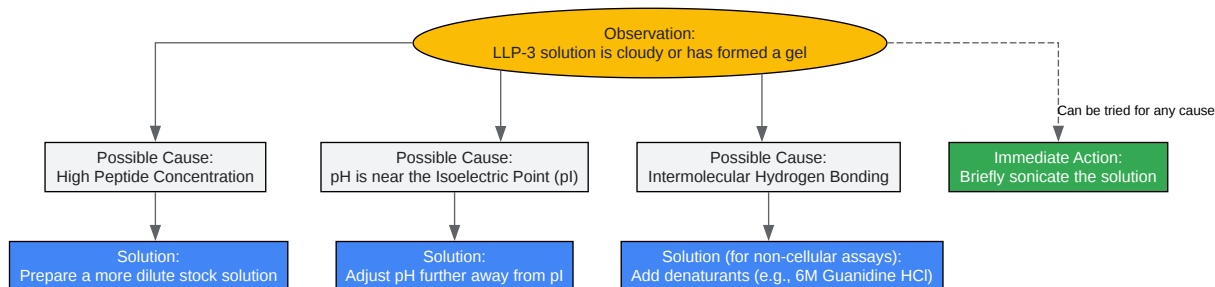 Observation:
LLP-3 solution is cloudy or has formed a gel
Can be tried for any cause
Possible Cause:
High Peptide Concentration
Possible Cause:
pH is near the Isoelectric Point (pI)
Possible Cause:
Intermolecular Hydrogen Bonding
Immediate Action:
Briefly sonicate the solution
Solution:
Prepare a more dilute stock solution
Solution:
Adjust pH further away from pI
Solution (for non-cellular assays):
Add denaturants (e.g., 6M Guanidine HCl)